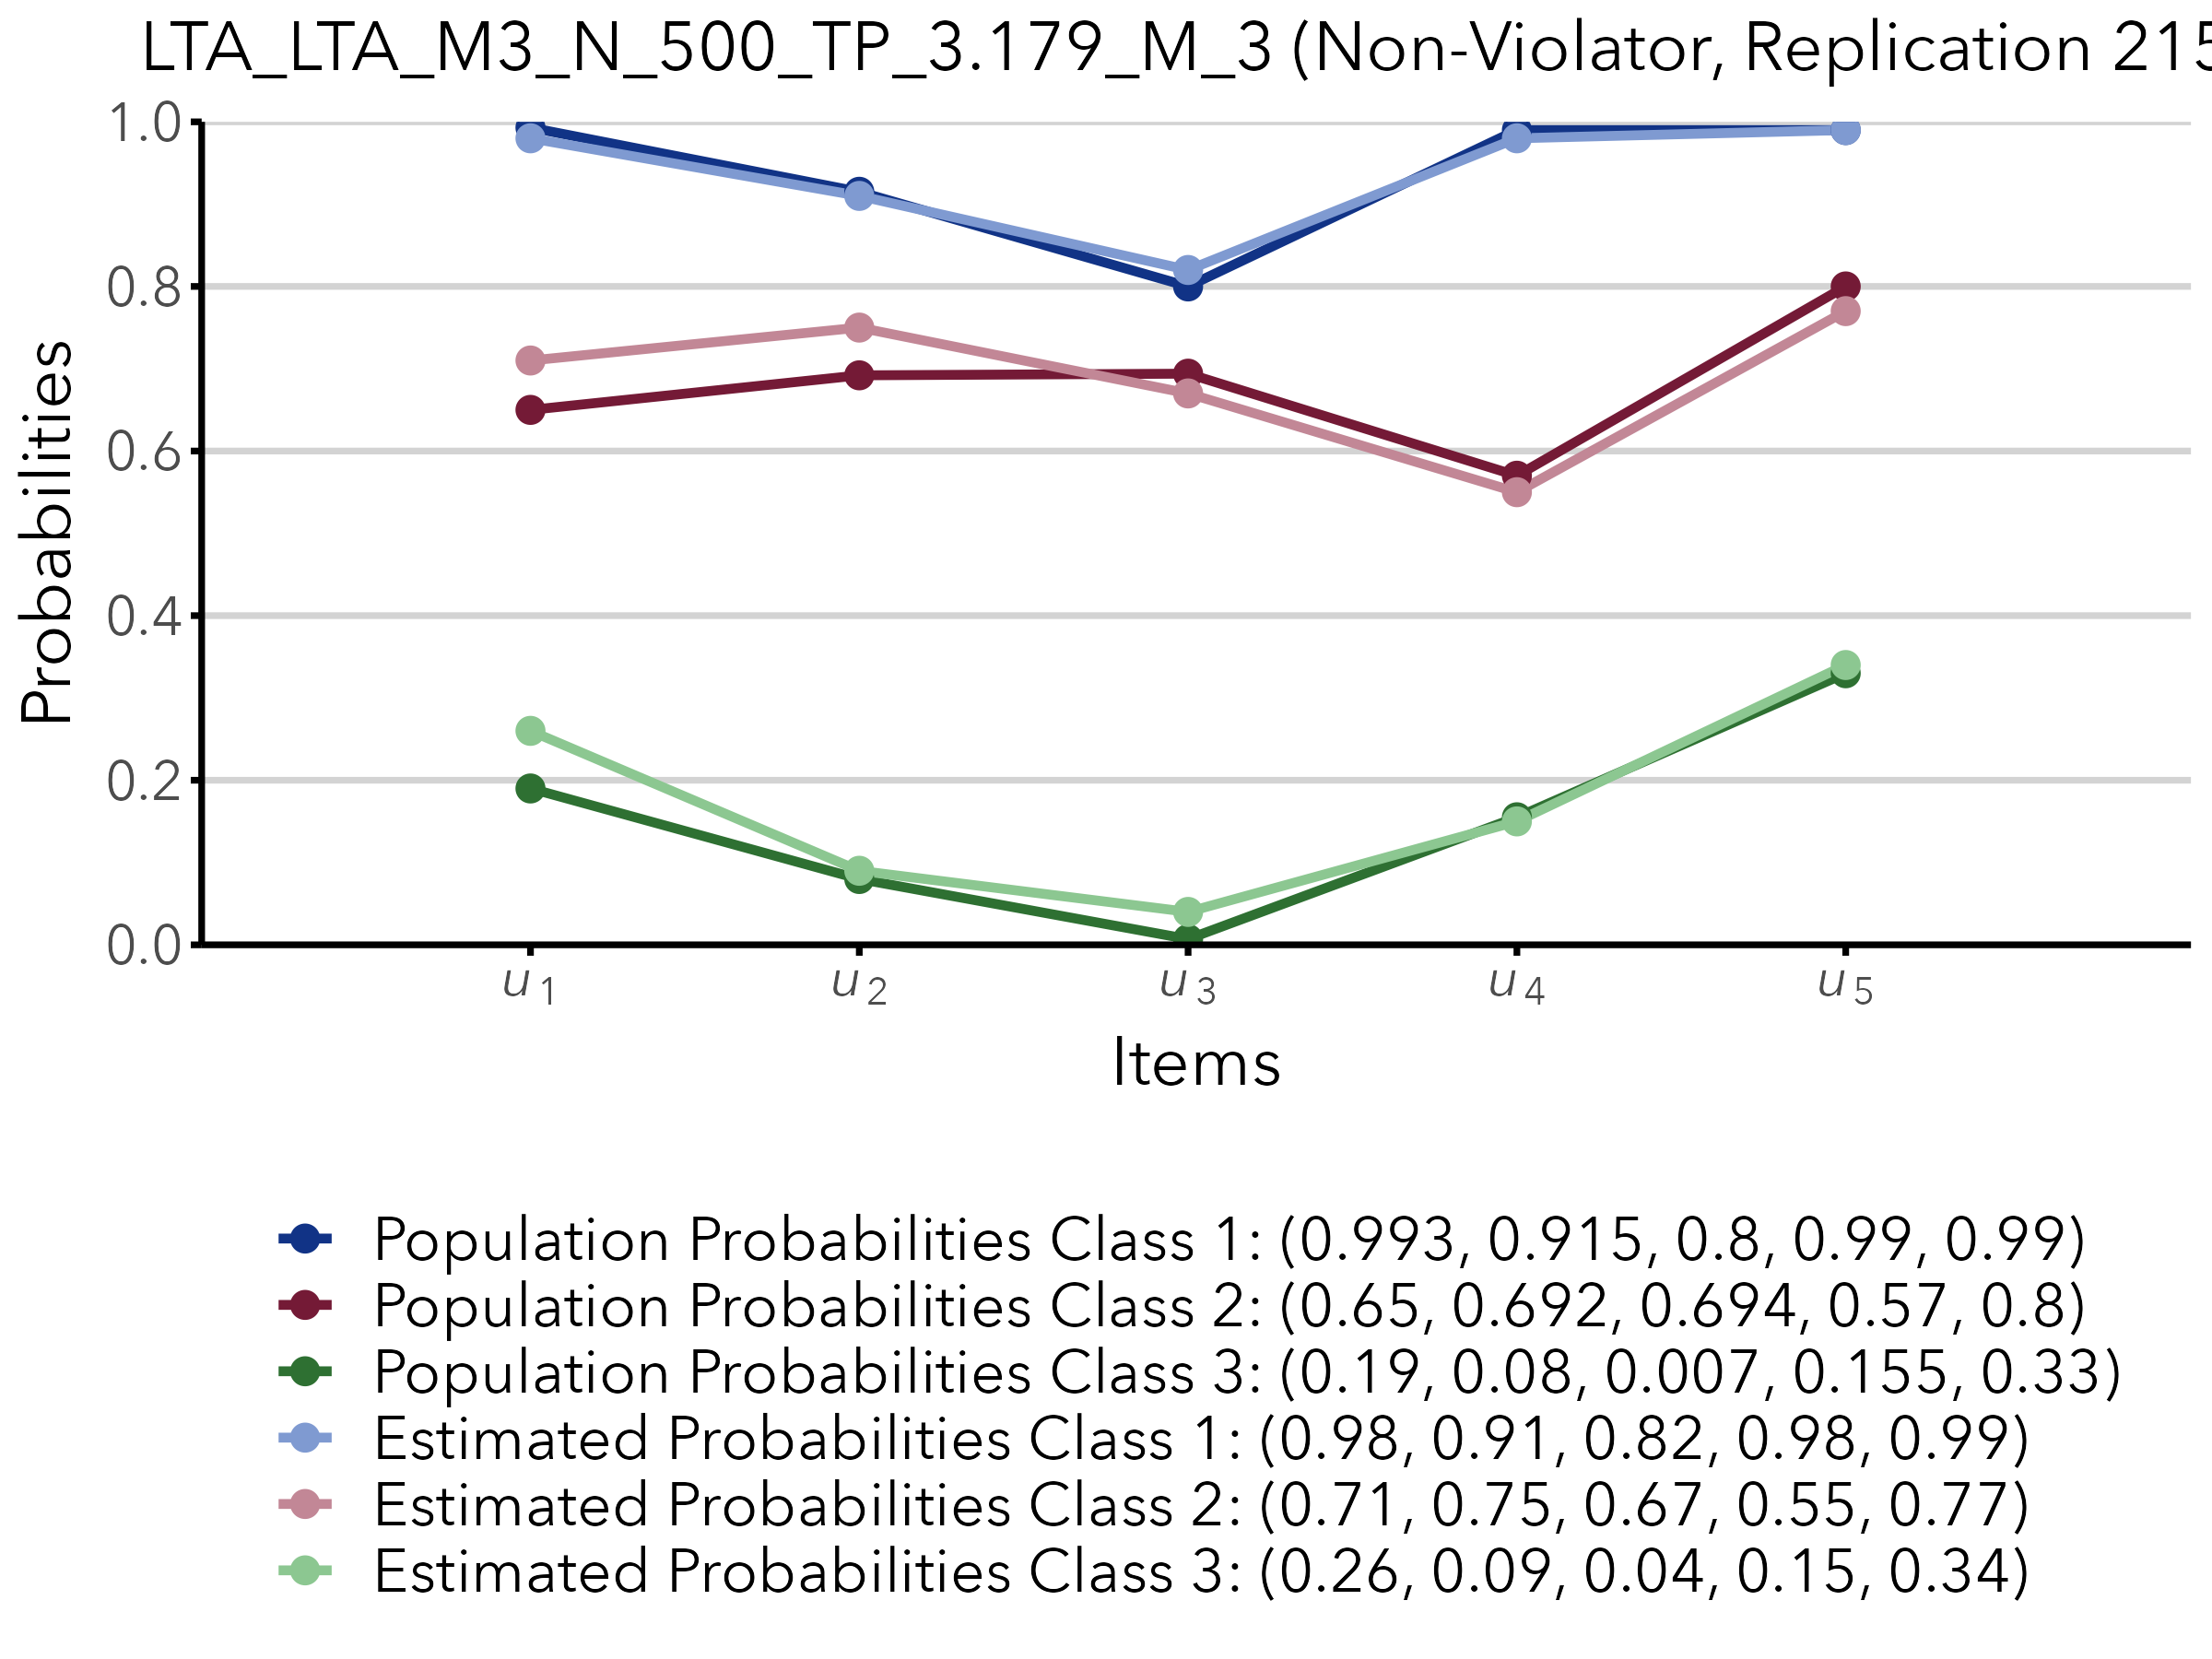 LTA_LTA_M3_N_500_TP_3.179_M_3 (Non-Violator, Replication 215
1.0
0.8
0.6
0.4
0.2
0.0
Probabilities
u1 u2 u3 u4 u5
Items
Population Probabilities Class 1: (0.993, 0.915, 0.8, 0.99, 0.99)
Population Probabilities Class 2: (0.65, 0.692, 0.694, 0.57, 0.8)
Population Probabilities Class 3: (0.19, 0.08, 0.007, 0.155, 0.33)
Estimated Probabilities Class 1: (0.98, 0.91, 0.82, 0.98, 0.99)
Estimated Probabilities Class 2: (0.71, 0.75, 0.67, 0.55, 0.77)
Estimated Probabilities Class 3: (0.26, 0.09, 0.04, 0.15, 0.34)